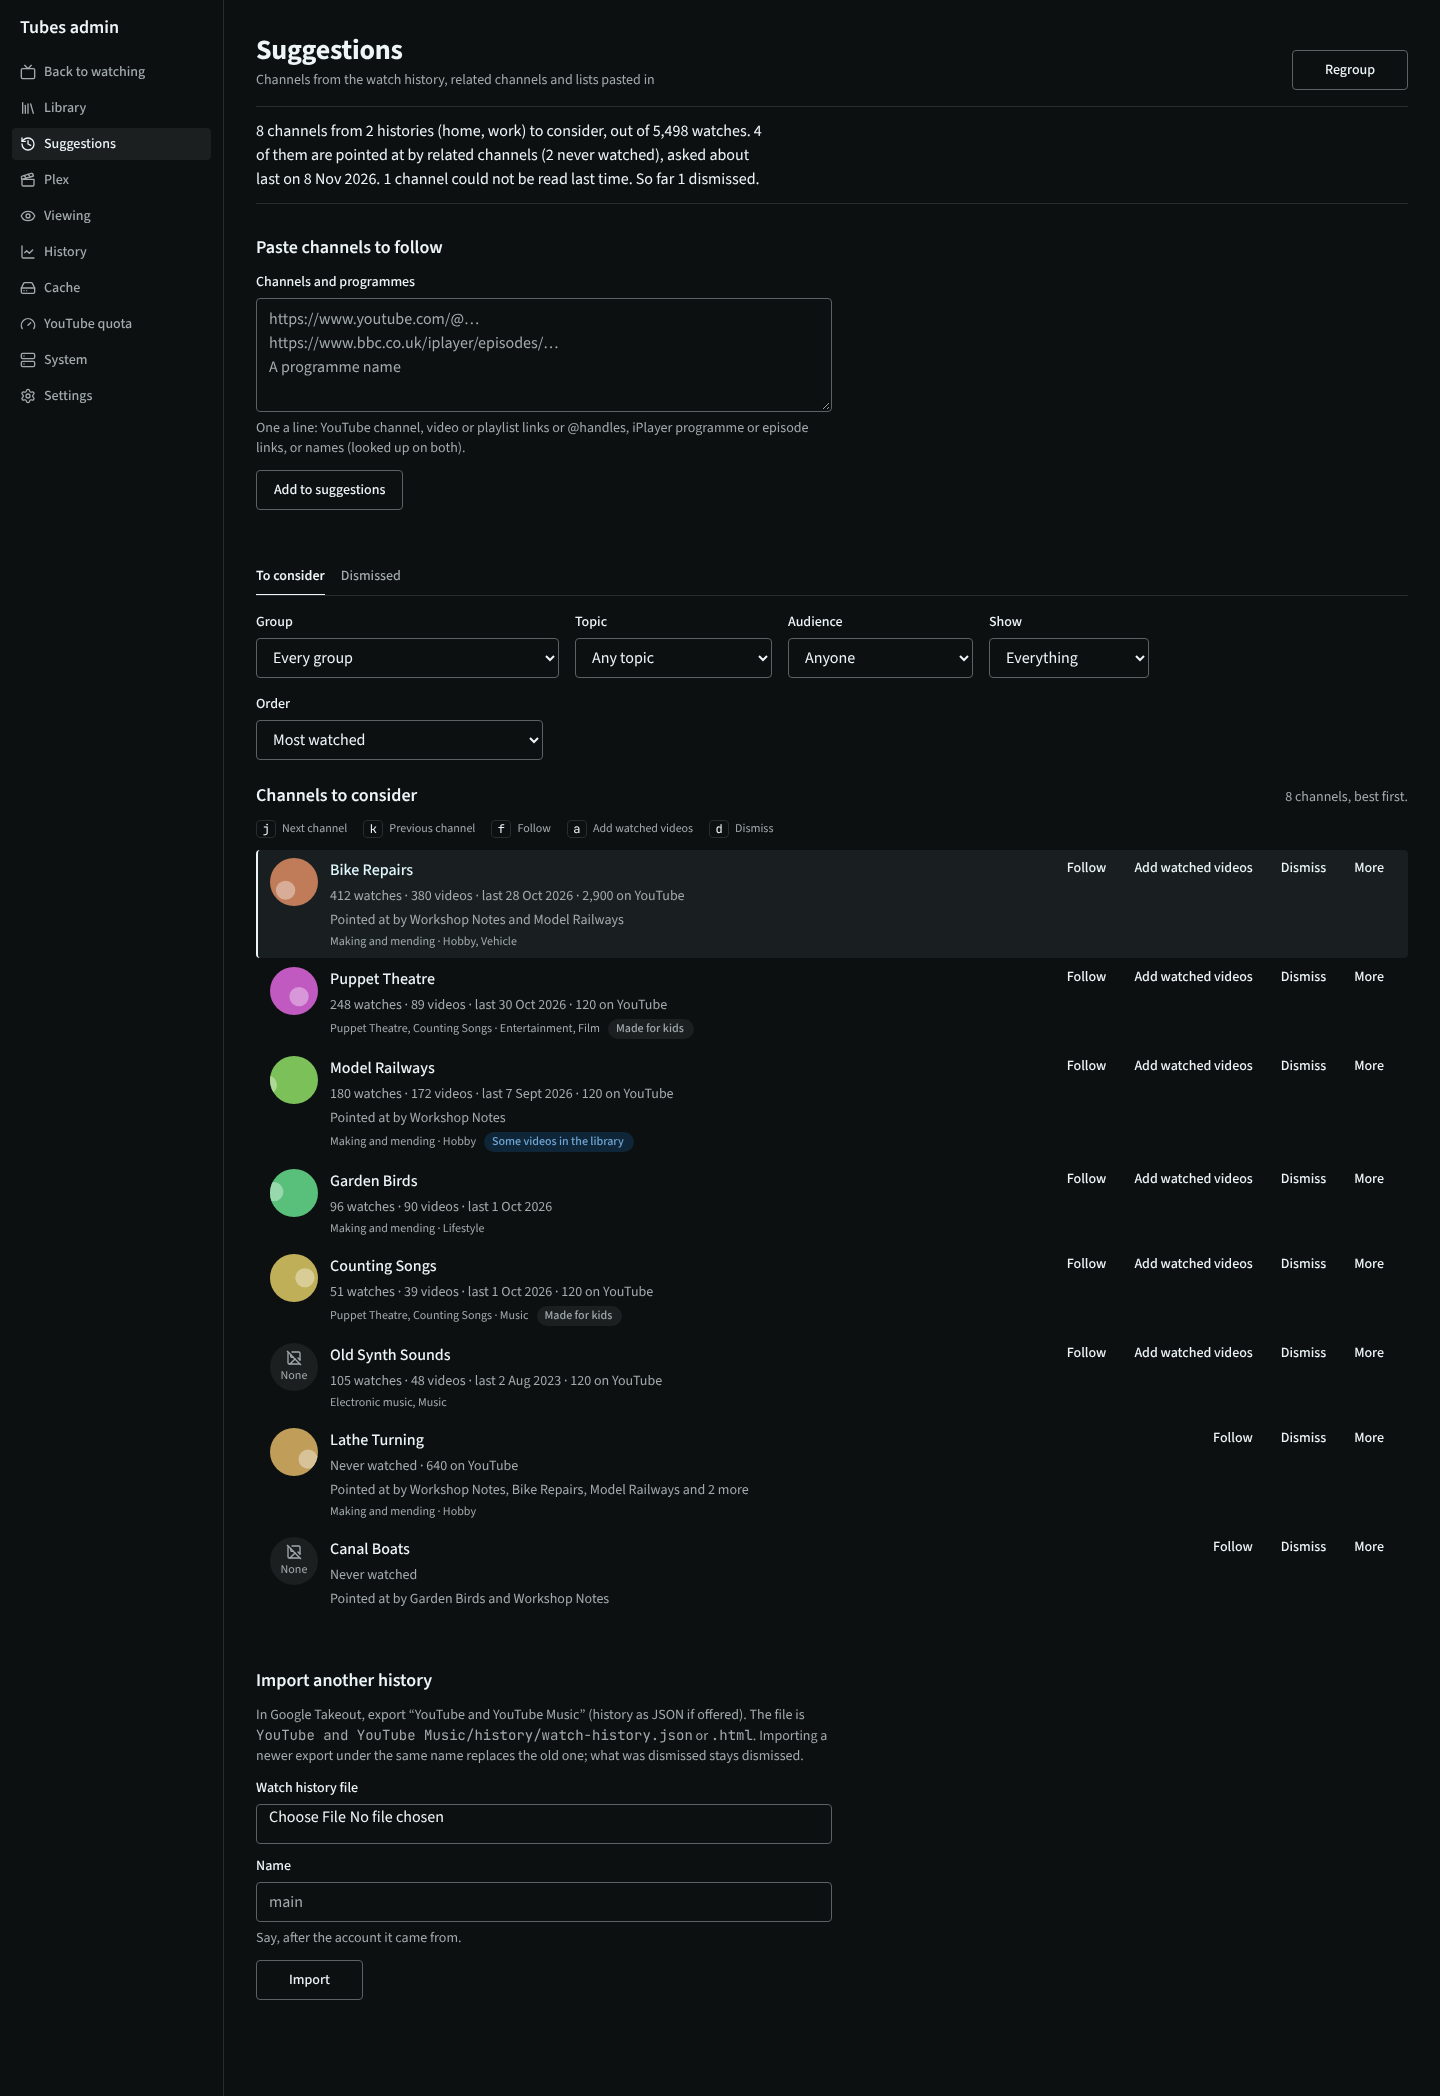 Tubes admin
Back to watching
Library
Suggestions
Plex
Viewing
History
Cache
YouTube quota
System
Settings
Suggestions
Channels from the watch history, related channels and lists pasted in
Regroup
8 channels from 2 histories (home, work) to consider, out of 5,498 watches. 4
of them are pointed at by related channels (2 never watched), asked about
last on 8 Nov 2026. 1 channel could not be read last time. So far 1 dismissed.
Paste channels to follow
Channels and programmes
https://www.youtube.com/@…
https://www.bbc.co.uk/iplayer/episodes/…
A programme name
One a line: YouTube channel, video or playlist links or @handles, iPlayer programme or episode
links, or names (looked up on both).
Add to suggestions
To consider Dismissed
Group Topic Audience Show
Every group Any topic Anyone Everything
Order
Most watched
Channels to consider
8 channels, best first.
j Next channel k Previous channel f Follow a Add watched videos d Dismiss
Bike Repairs
Follow Add watched videos Dismiss More
412 watches · 380 videos · last 28 Oct 2026 · 2,900 on YouTube
Pointed at by Workshop Notes and Model Railways
Making and mending · Hobby, Vehicle
Puppet Theatre
Follow Add watched videos Dismiss More
248 watches · 89 videos · last 30 Oct 2026 · 120 on YouTube
Puppet Theatre, Counting Songs · Entertainment, Film Made for kids
Model Railways
Follow Add watched videos Dismiss More
180 watches · 172 videos · last 7 Sept 2026 · 120 on YouTube
Pointed at by Workshop Notes
Making and mending · Hobby Some videos in the library
Garden Birds
Follow Add watched videos Dismiss More
96 watches · 90 videos · last 1 Oct 2026
Making and mending · Lifestyle
Counting Songs
Follow Add watched videos Dismiss More
51 watches · 39 videos · last 1 Oct 2026 · 120 on YouTube
Puppet Theatre, Counting Songs · Music Made for kids
None
Old Synth Sounds
Follow Add watched videos Dismiss More
105 watches · 48 videos · last 2 Aug 2023 · 120 on YouTube
Electronic music, Music
Lathe Turning
Follow Dismiss More
Never watched · 640 on YouTube
Pointed at by Workshop Notes, Bike Repairs, Model Railways and 2 more
Making and mending · Hobby
None
Canal Boats
Follow Dismiss More
Never watched
Pointed at by Garden Birds and Workshop Notes
Import another history
In Google Takeout, export “YouTube and YouTube Music” (history as JSON if offered). The file is
YouTube and YouTube Music/history/watch-history.json or .html. Importing a
newer export under the same name replaces the old one; what was dismissed stays dismissed.
Watch history file
Choose File No file chosen
Name
main
Say, after the account it came from.
Import